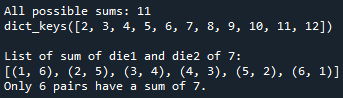 All possible sums: 11
dict_keys([2, 3, 4, 5, 6, 7, 8, 9, 10, 11, 12])
List of sum of die1 and die2 of 7:
[(1, 6), (2, 5), (3, 4), (4, 3), (5, 2), (6, 1)]
Only 6 pairs have a sum of 7.